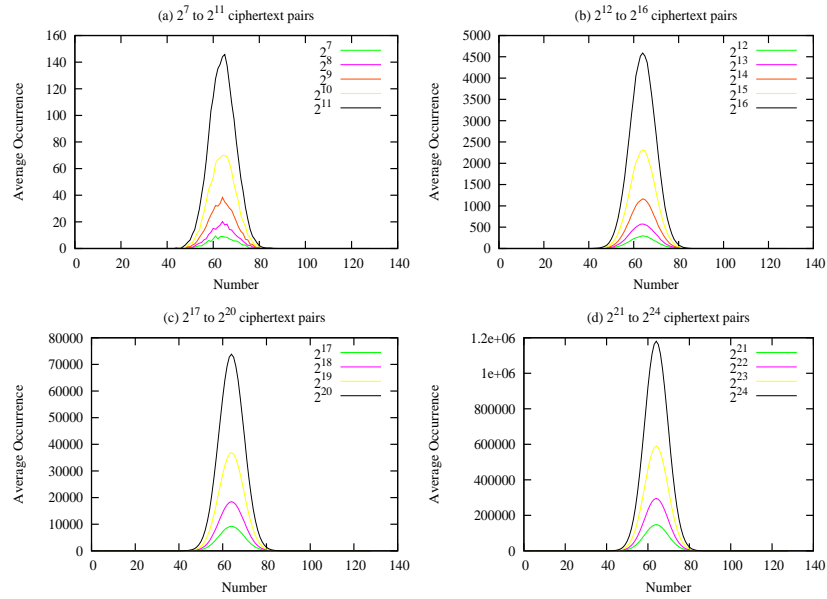 (a) 2^7 to 2^11 ciphertext pairs
160
140
120
100
80
60
40
20
0
Average Occurrence
0 20 40 60 80 100 120 140
Number
2^7
2^8
2^9
2^10
2^11
(b) 2^12 to 2^16 ciphertext pairs
5000
4500
4000
3500
3000
2500
2000
1500
1000
500
0
Average Occurrence
0 20 40 60 80 100 120 140
Number
2^12
2^13
2^14
2^15
2^16
(c) 2^17 to 2^20 ciphertext pairs
80000
70000
60000
50000
40000
30000
20000
10000
0
Average Occurrence
0 20 40 60 80 100 120 140
Number
2^17
2^18
2^19
2^20
(d) 2^21 to 2^24 ciphertext pairs
1.2e+06
1e+06
800000
600000
400000
200000
0
Average Occurrence
0 20 40 60 80 100 120 140
Number
2^21
2^22
2^23
2^24